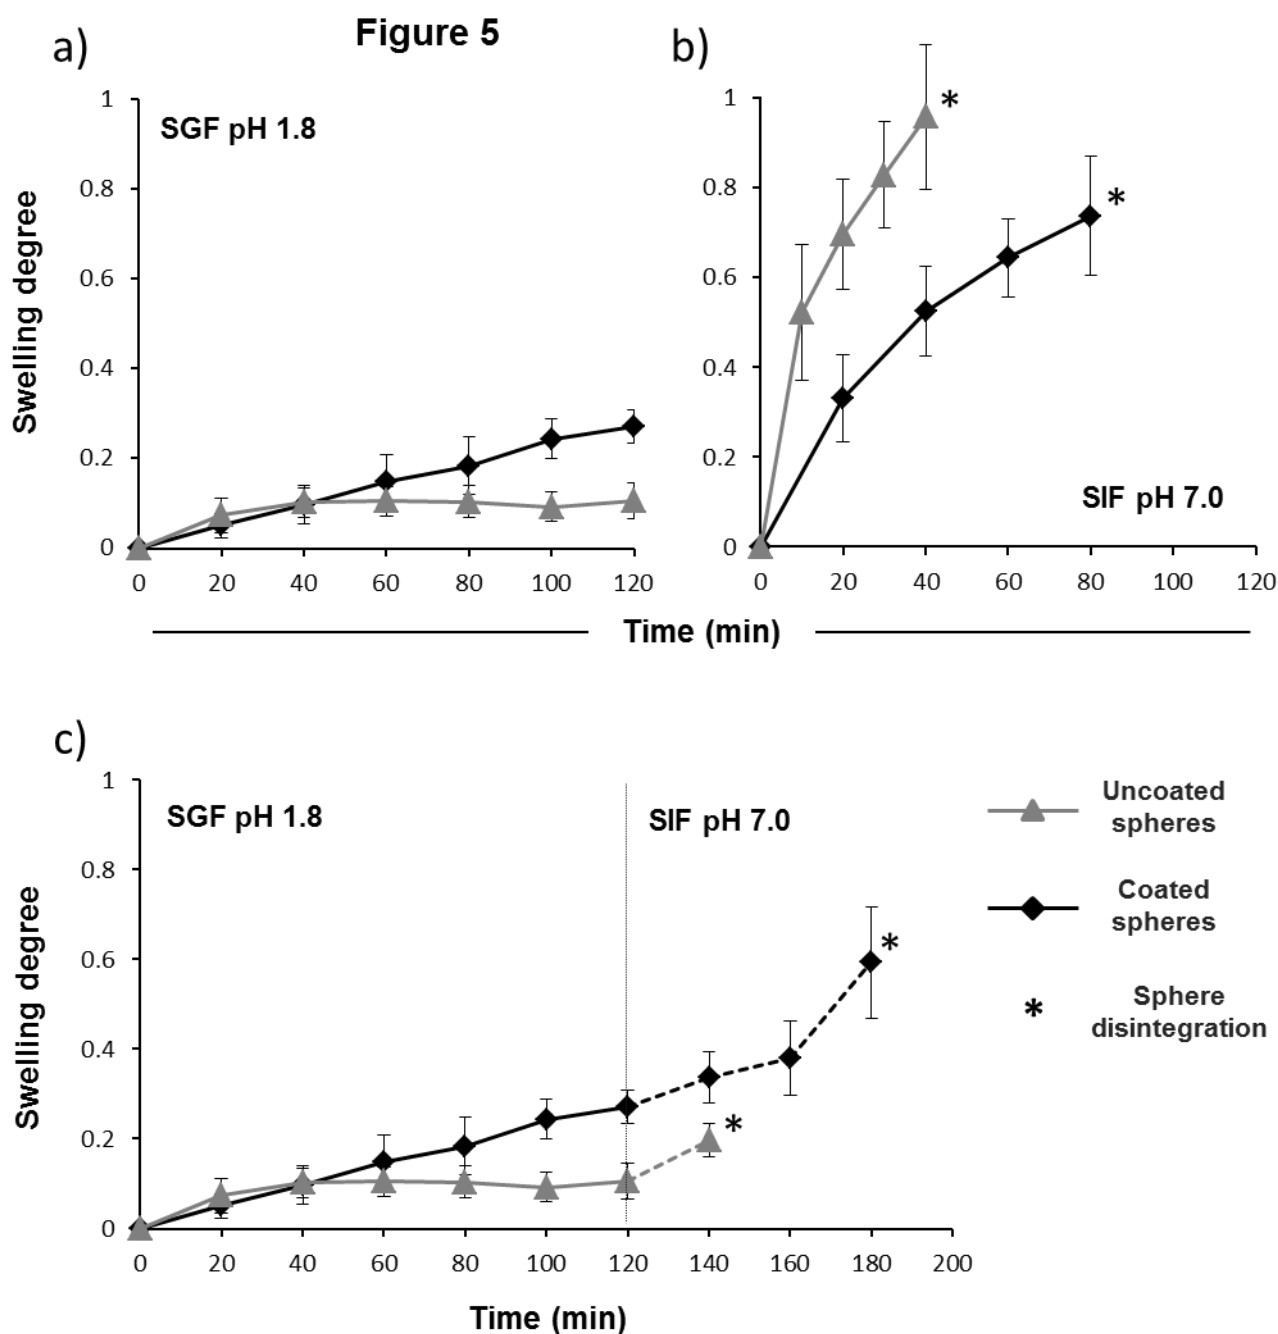 Figure 5
a)
b)
SGF pH 1.8
Swelling degree
1
0.8
0.6
0.4
0.2
0
0 20 40 60 80 100 120
*
*
SIF pH 7.0
1
0.8
0.6
0.4
0.2
0
0 20 40 60 80 100 120
Time (min)
c)
SGF pH 1.8
SIF pH 7.0
Swelling degree
1
0.8
0.6
0.4
0.2
0
*
*
0 20 40 60 80 100 120 140 160 180 200
Time (min)
Uncoated
spheres
Coated
spheres
* Sphere
disintegration